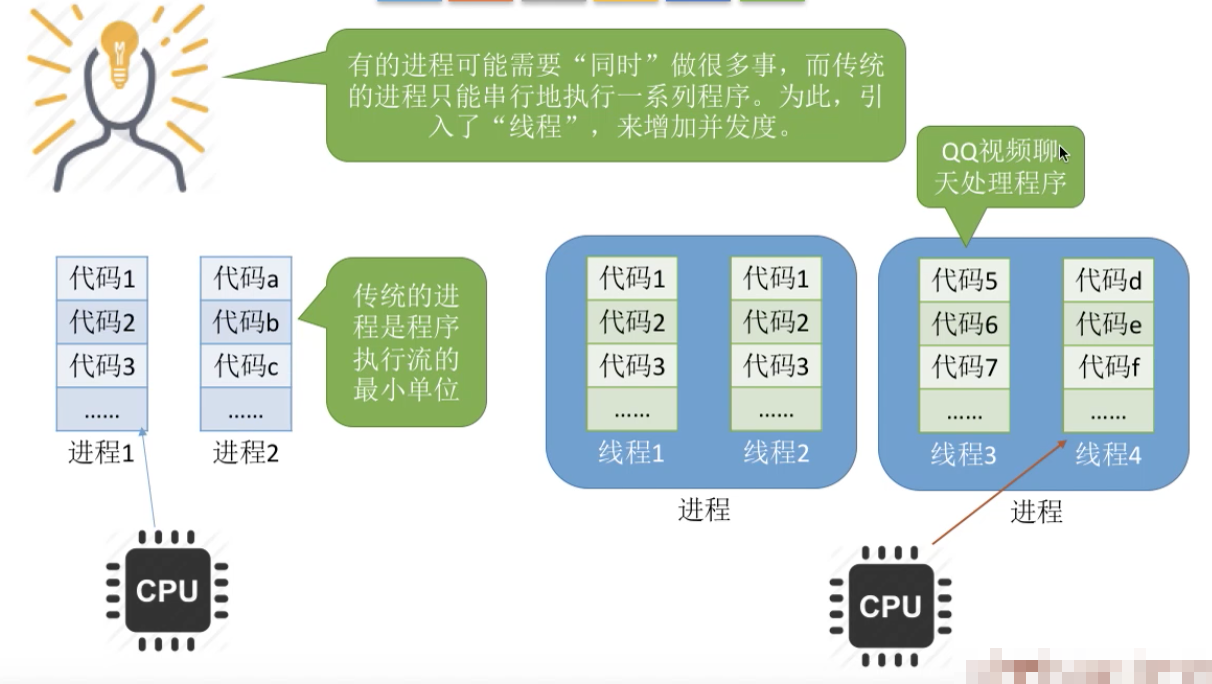 有的进程可能需要“同时”做很多事，而传统
的进程只能串行地执行一系列程序。为此，引
入了“线程”，来增加并发度。
QQ视频聊
天处理程序
代码1
代码2
代码3
……
进程1
代码a
代码b
代码c
……
进程2
传统的进
程是程序
执行流的
最小单位
代码1
代码2
代码3
……
线程1
代码1
代码2
代码3
……
线程2
进程
代码5
代码6
代码7
……
线程3
代码d
代码e
代码f
……
线程4
进程
CPU
CPU